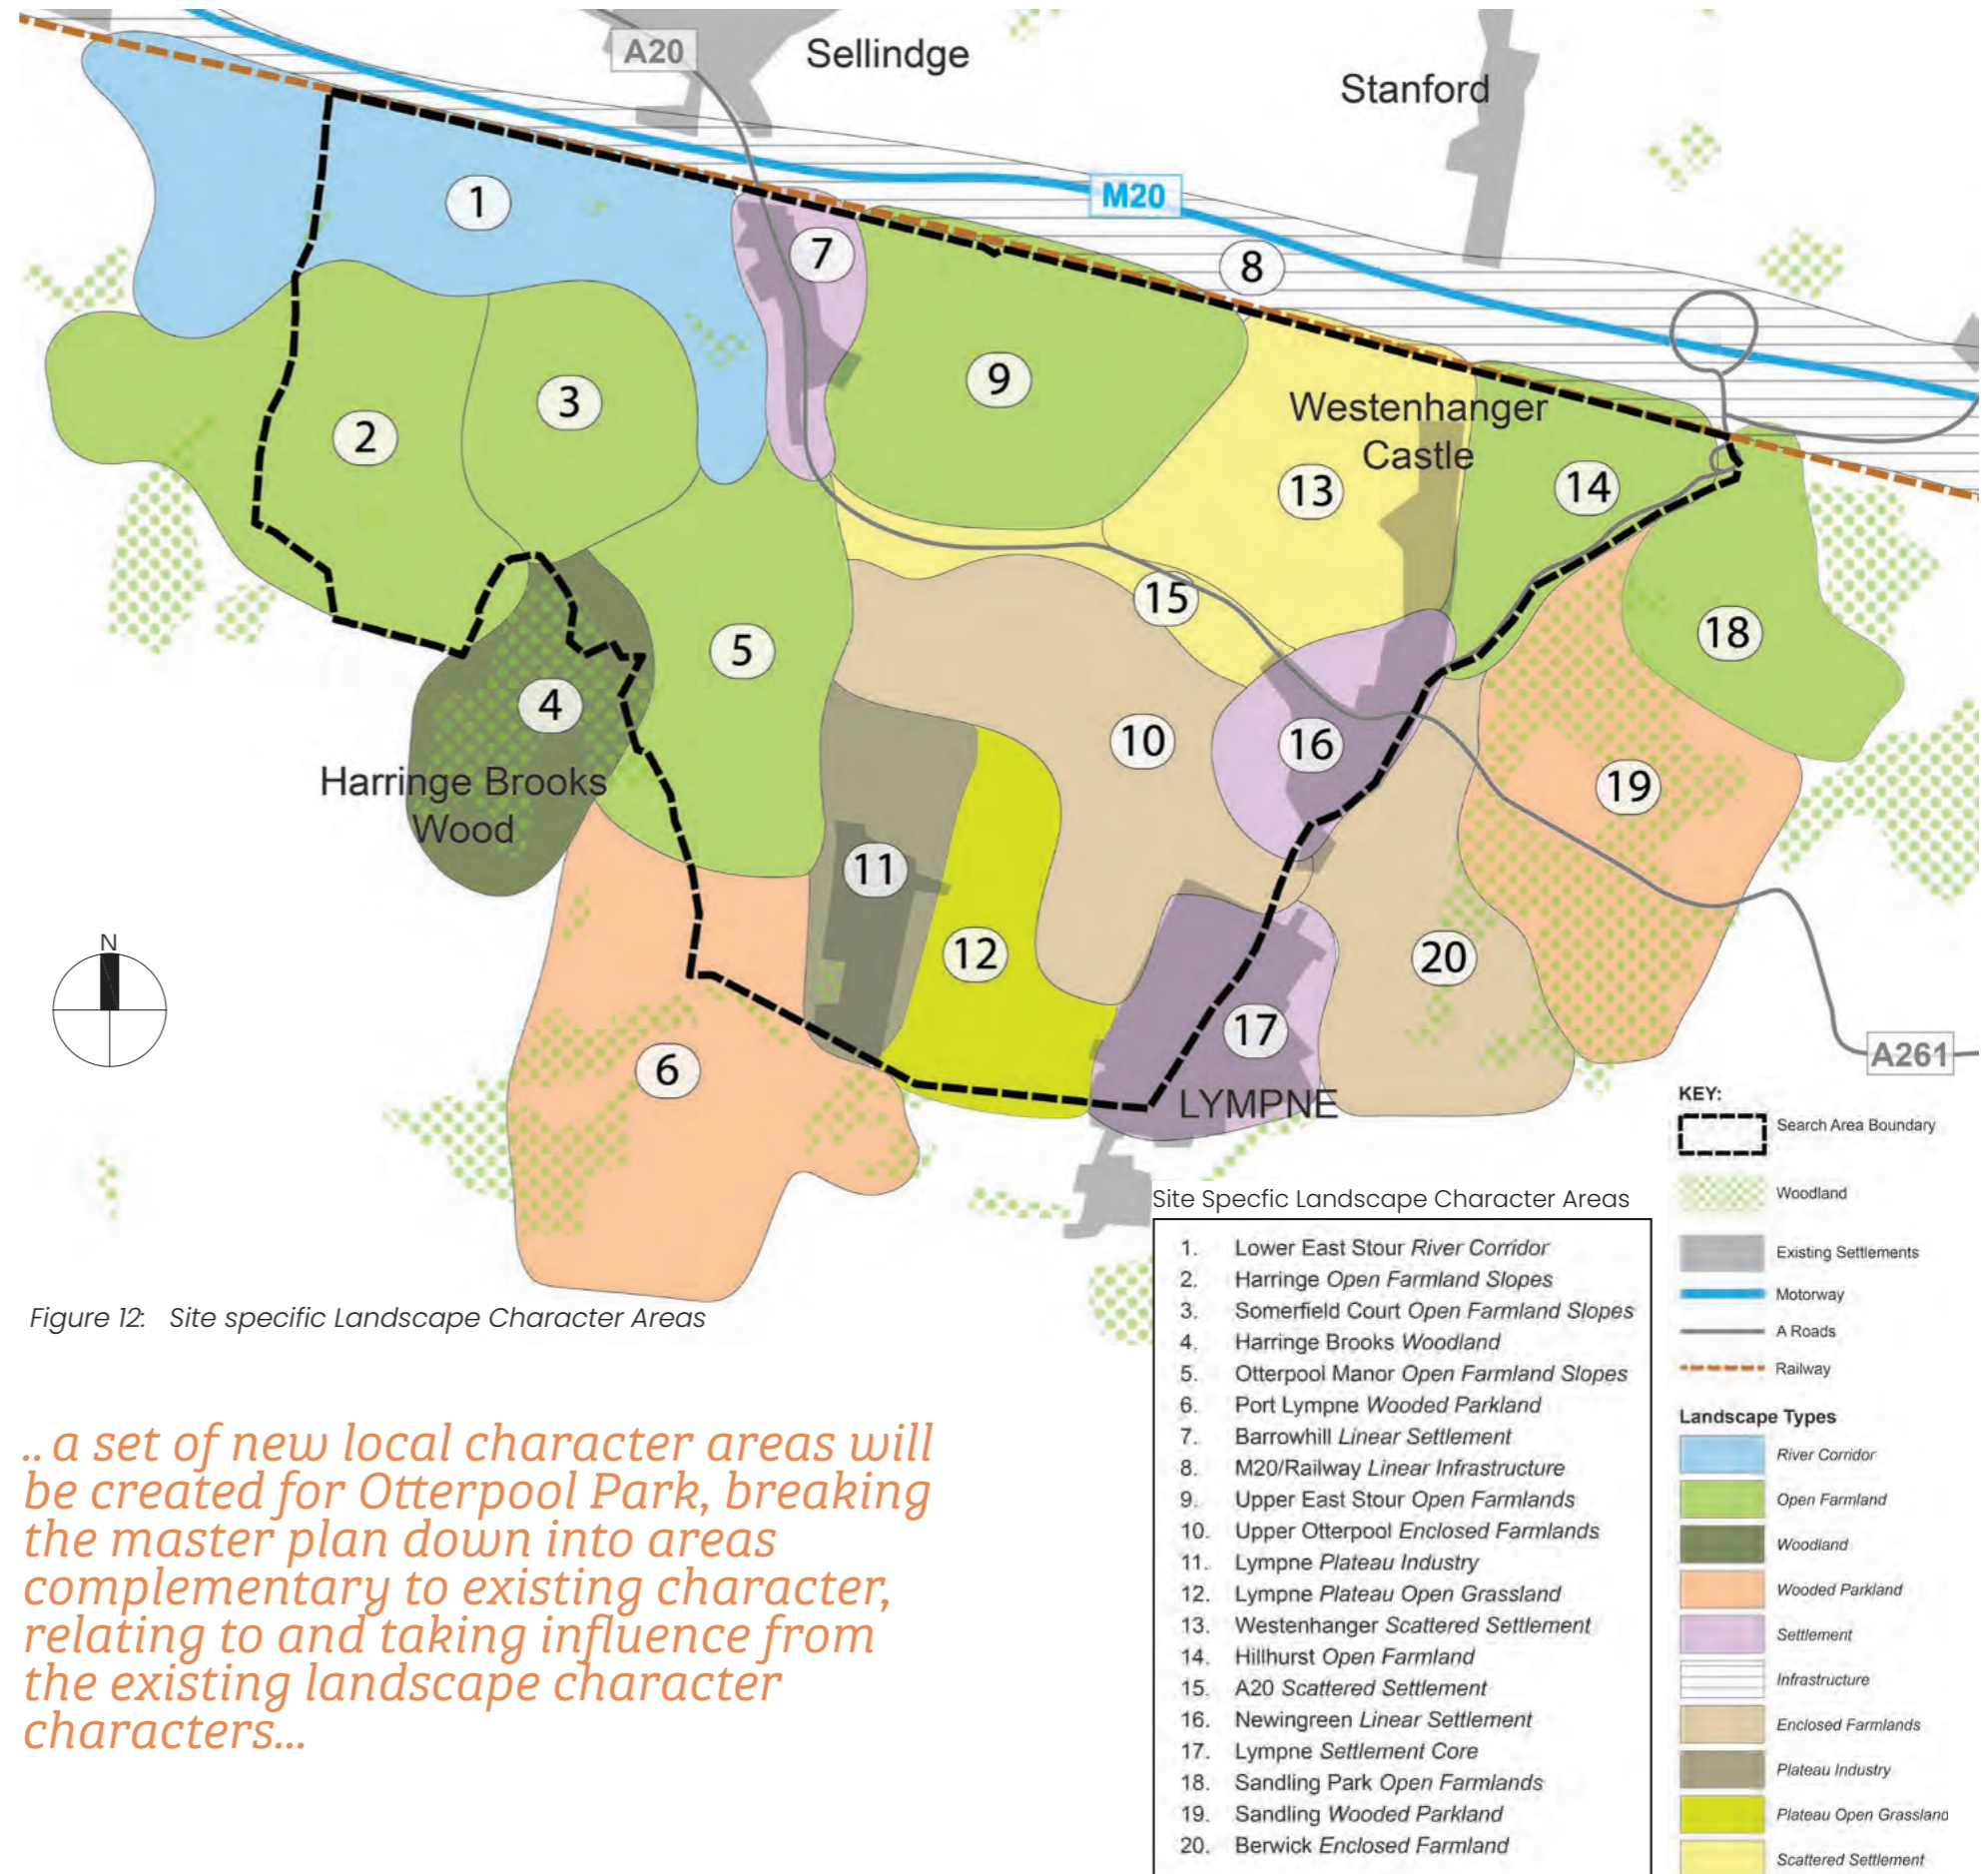 A20
Sellindge
Stanford
M20
1
7
8
9
3
2
Westenhanger
Castle
13
14
15
18
5
4
10
16
19
Harringe Brooks
Wood
11
12
20
17
6
N
LYMPNE
A261
KEY:
Search Area Boundary
Woodland
Existing Settlements
Motorway
A Roads
Railway
Landscape Types
River Corridor
Open Farmland
Woodland
Wooded Parkland
Settlement
Infrastructure
Enclosed Farmlands
Plateau Industry
Plateau Open Grassland
Scattered Settlement
Site Specfic Landscape Character Areas
1. Lower East Stour River Corridor
2. Harringe Open Farmland Slopes
3. Somerfield Court Open Farmland Slopes
4. Harringe Brooks Woodland
5. Otterpool Manor Open Farmland Slopes
6. Port Lympne Wooded Parkland
7. Barrowhill Linear Settlement
8. M20/Railway Linear Infrastructure
9. Upper East Stour Open Farmlands
10. Upper Otterpool Enclosed Farmlands
11. Lympne Plateau Industry
12. Lympne Plateau Open Grassland
13. Westenhanger Scattered Settlement
14. Hillhurst Open Farmland
15. A20 Scattered Settlement
16. Newingreen Linear Settlement
17. Lympne Settlement Core
18. Sandling Park Open Farmlands
19. Sandling Wooded Parkland
20. Berwick Enclosed Farmland
Figure 12: Site specific Landscape Character Areas
.. a set of new local character areas will
be created for Otterpool Park, breaking
the master plan down into areas
complementary to existing character,
relating to and taking influence from
the existing landscape character
characters...